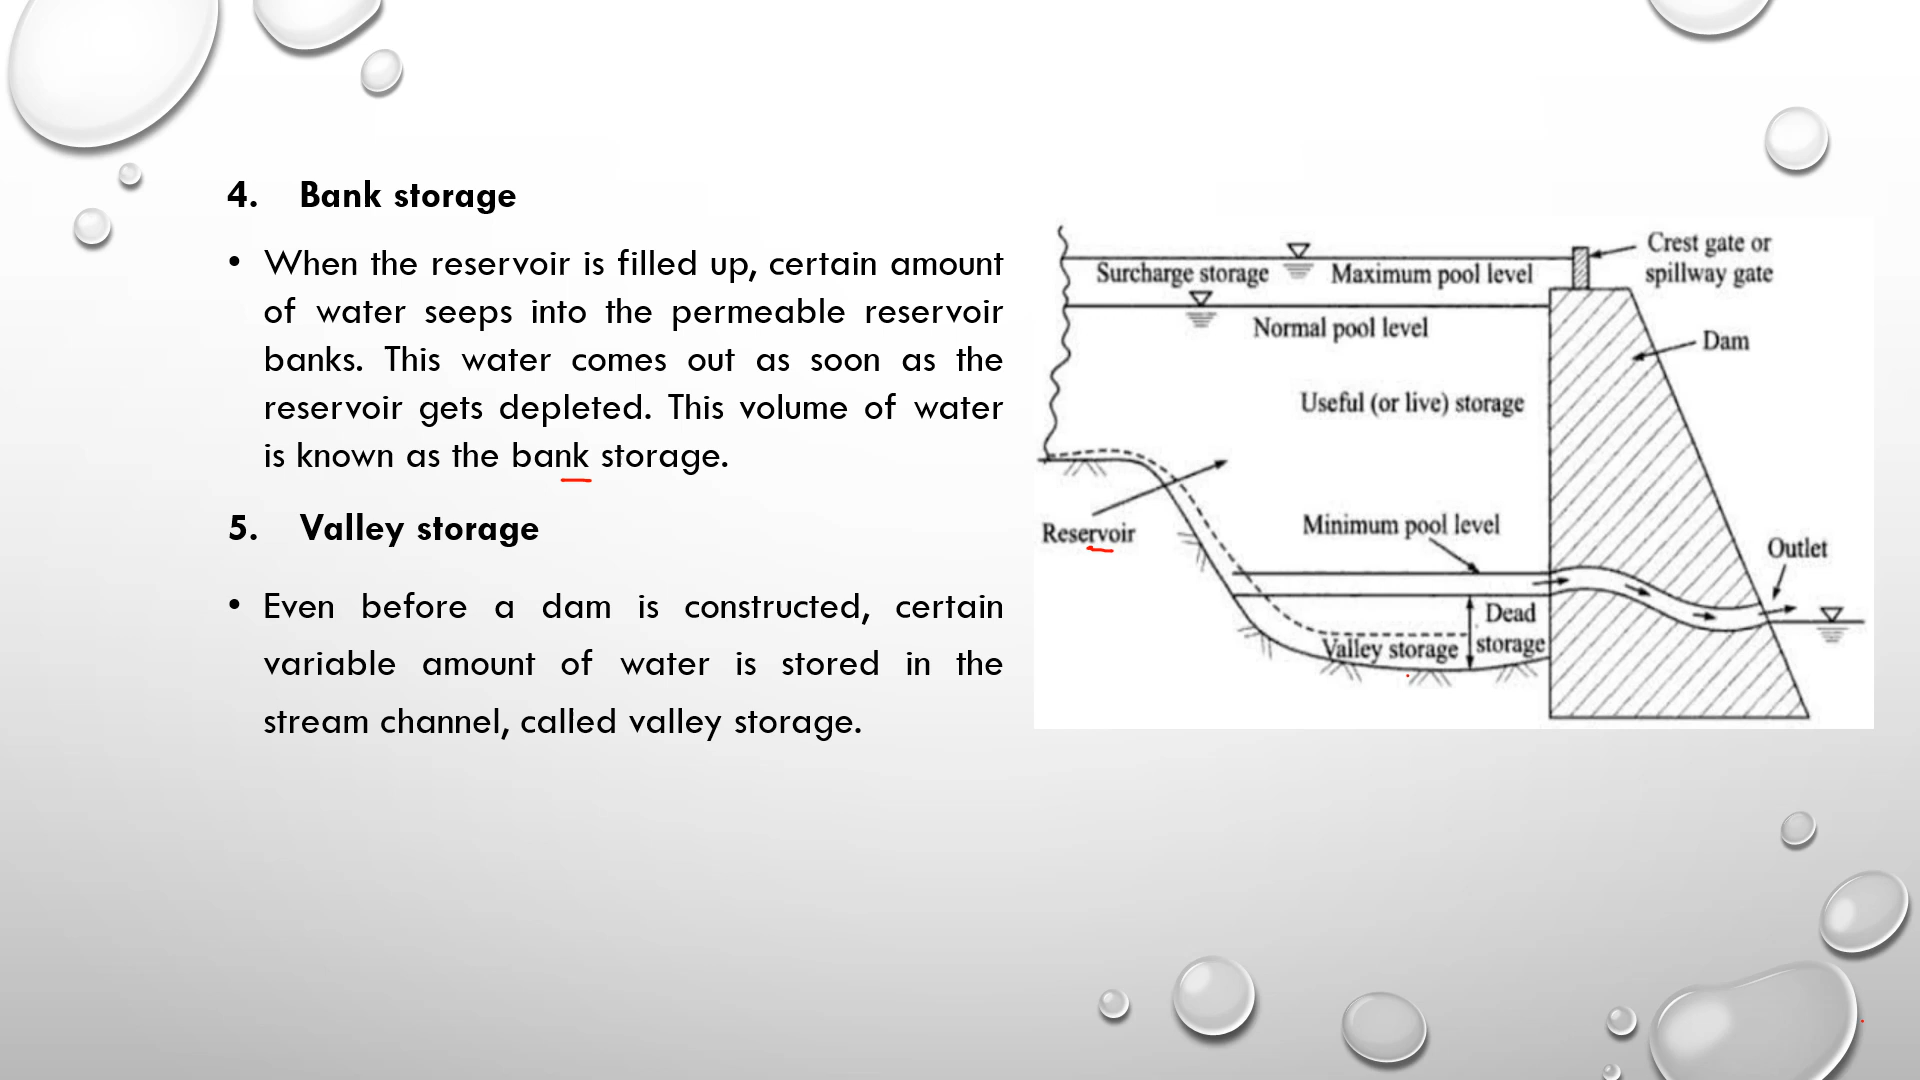 4. Bank storage
• When the reservoir is filled up, certain amount
of water seeps into the permeable reservoir
banks. This water comes out as soon as the
reservoir gets depleted. This volume of water
is known as the bank storage.
5. Valley storage
• Even before a dam is constructed, certain
variable amount of water is stored in the
stream channel, called valley storage.
Crest gate or
spillway gate
Surcharge storage
Maximum pool level
Normal pool level
Dam
Useful (or live) storage
Reservoir
Minimum pool level
Outlet
Dead
storage
Valley storage